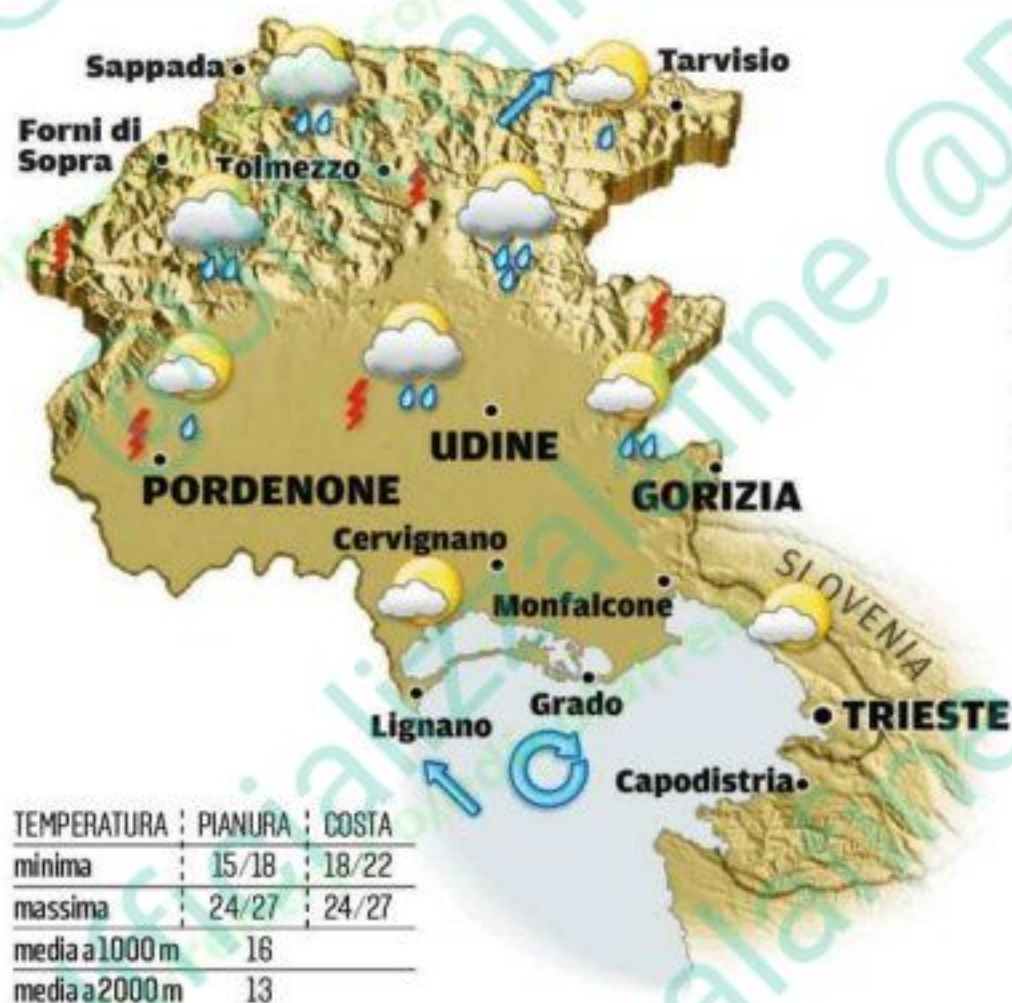 Sappada
Tarvisio
Forni di
Sopra
Tolmezzo
UDINE
PORDENONE
GORIZIA
Cervignano
Monfalcone
SLOVENIA
Grado
Lignano
TRIESTE
Capodistria
TEMPERATURA PIANURA COSTA
minima 15/18 18/22
massima 24/27 24/27
media a 1000 m 16
media a 2000 m 13